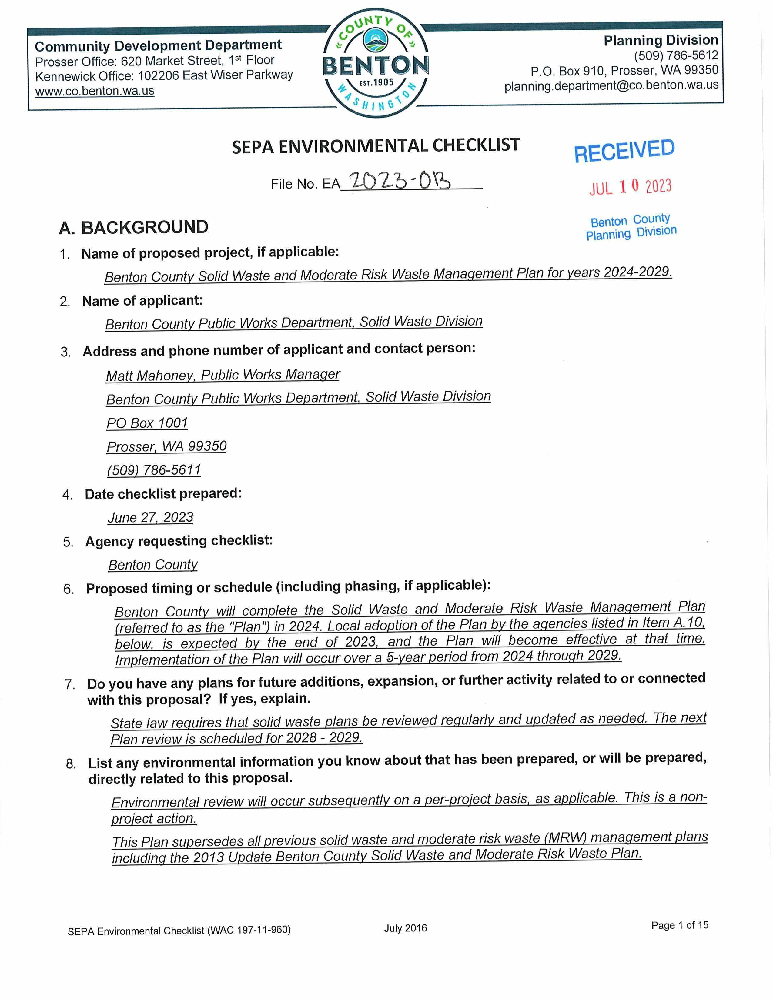 Community Development Department
Prosser Office: 620 Market Street, 1st Floor
Kennewick Office: 102206 East Wiser Parkway
www.co.benton.wa.us
«COUNTY OF»
BENTON
EST.1905
WASHINGTON
Planning Division
(509) 786-5612
P.O. Box 910, Prosser, WA 99350
planning.department@co.benton.wa.us
SEPA ENVIRONMENTAL CHECKLIST
RECEIVED
File No. EA 2023-013
JUL 10 2023
Benton County
Planning Division
A. BACKGROUND
1. Name of proposed project, if applicable:
Benton County Solid Waste and Moderate Risk Waste Management Plan for years 2024-2029.
2. Name of applicant:
Benton County Public Works Department, Solid Waste Division
3. Address and phone number of applicant and contact person:
Matt Mahoney, Public Works Manager
Benton County Public Works Department, Solid Waste Division
PO Box 1001
Prosser, WA 99350
(509) 786-5611
4. Date checklist prepared:
June 27, 2023
5. Agency requesting checklist:
Benton County
6. Proposed timing or schedule (including phasing, if applicable):
Benton County will complete the Solid Waste and Moderate Risk Waste Management Plan
(referred to as the "Plan") in 2024. Local adoption of the Plan by the agencies listed in Item A.10,
below, is expected by the end of 2023, and the Plan will become effective at that time.
Implementation of the Plan will occur over a 5-year period from 2024 through 2029.
7. Do you have any plans for future additions, expansion, or further activity related to or connected
with this proposal? If yes, explain.
State law requires that solid waste plans be reviewed regularly and updated as needed. The next
Plan review is scheduled for 2028 - 2029.
8. List any environmental information you know about that has been prepared, or will be prepared,
directly related to this proposal.
Environmental review will occur subsequently on a per-project basis, as applicable. This is a non-
project action.
This Plan supersedes all previous solid waste and moderate risk waste (MRW) management plans
including the 2013 Update Benton County Solid Waste and Moderate Risk Waste Plan.
SEPA Environmental Checklist (WAC 197-11-960)
July 2016
Page 1 of 15